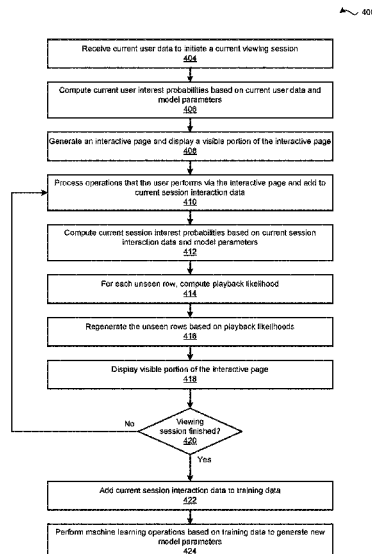 400
Receive current user data to initiate a current viewing session
404
Compute current user interest probabilities based on current user data and
model parameters
406
Generate an interactive page and display a visible portion of the interactive page
408
Process operations that the user performs via the interactive page and add to
current session interaction data
410
Compute current session interest probabilities based on current session
interaction data and model parameters
412
For each unseen row, compute playback likelihood
414
Regenerate the unseen rows based on playback likelihoods
416
Display visible portion of the interactive page
418
No
Viewing
session finished?
420
Yes
Add current session interaction data to training data
422
Perform machine learning operations based on training data to generate new
model parameters
424